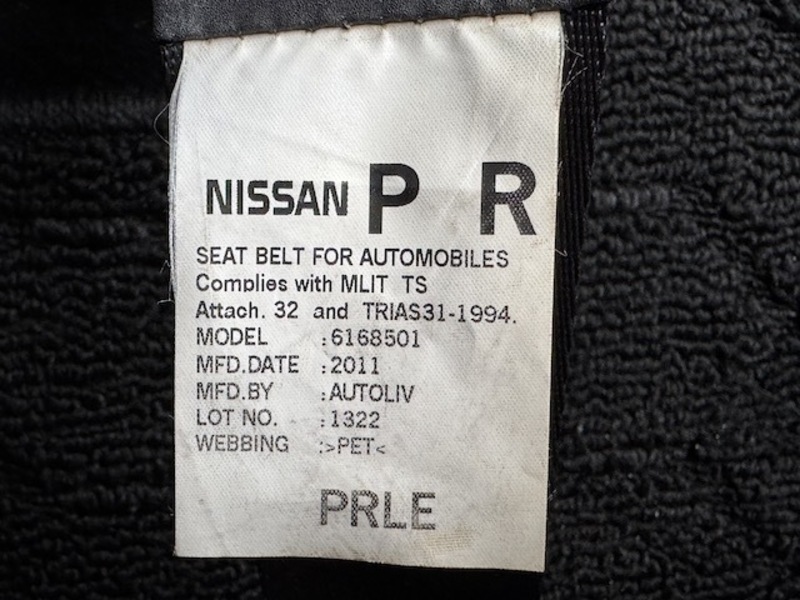 NISSAN P R
SEAT BELT FOR AUTOMOBILES
Complies with MLIT TS
Attach. 32 and TRIAS31-1994.
MODEL :6168501
MFD.DATE :2011
MFD.BY :AUTOLIV
LOT NO. :1322
WEBBING :>PET<
PRLE